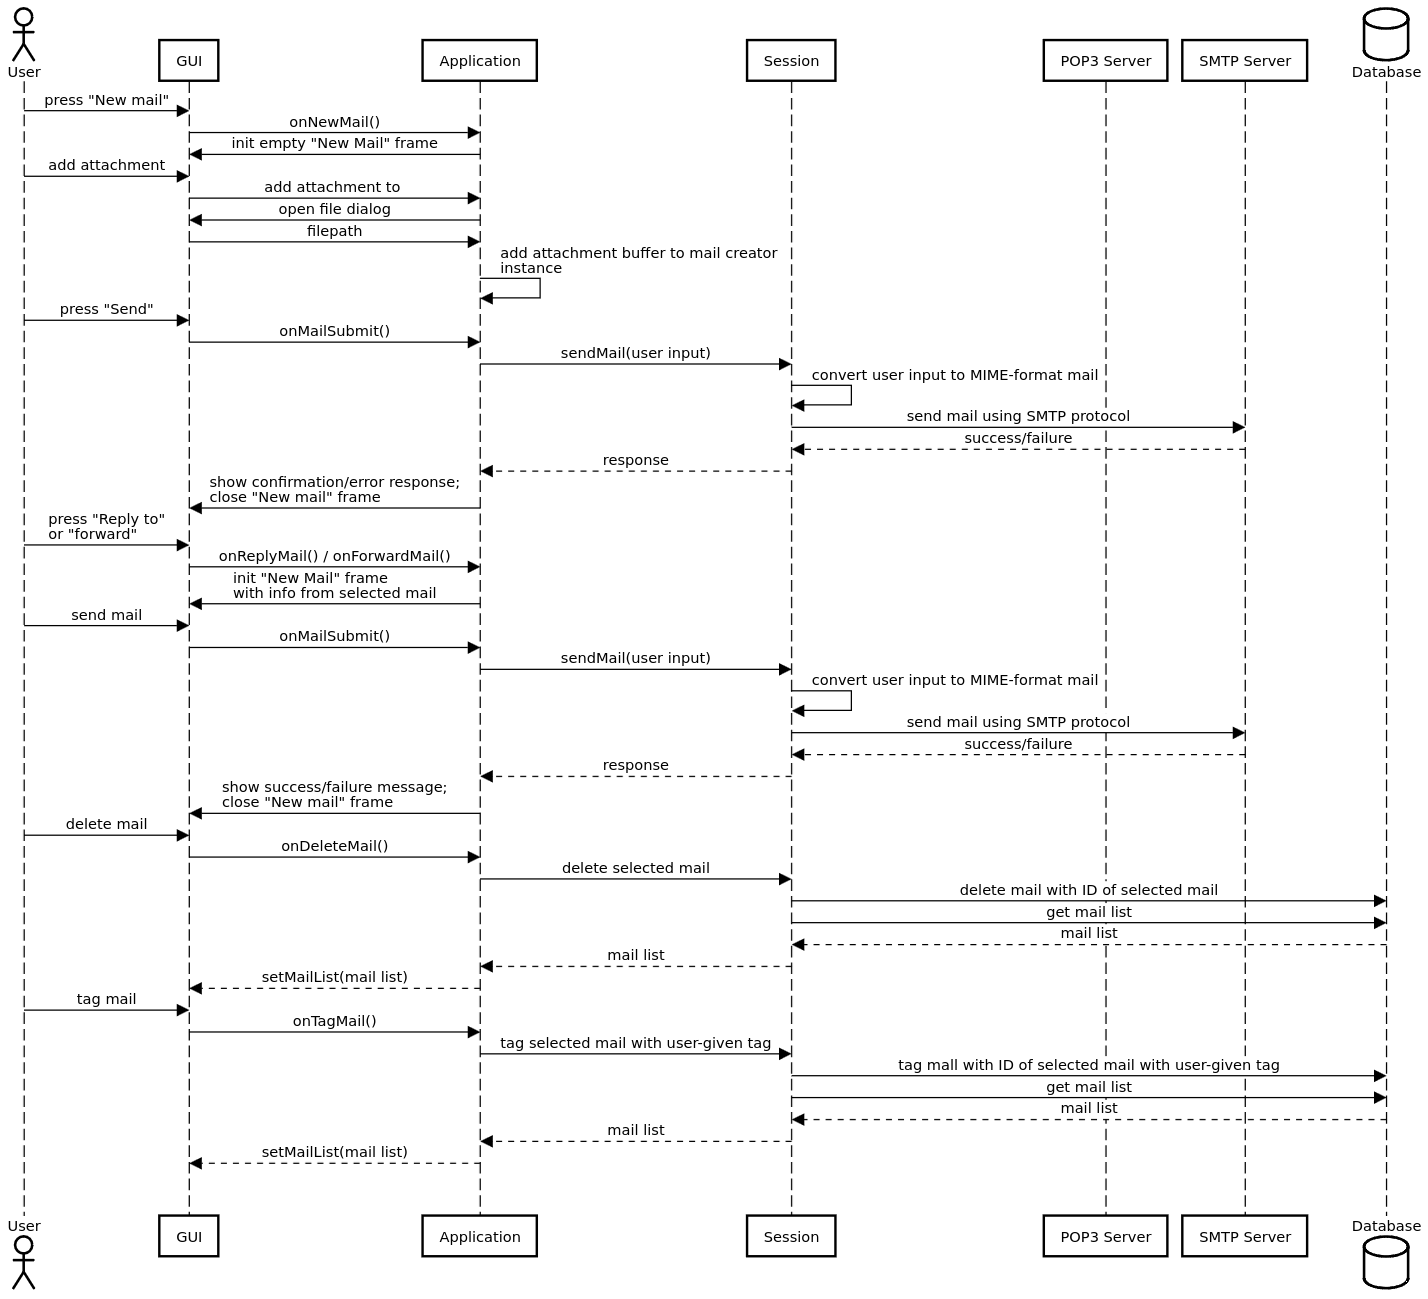 User
GUI
Application
Session
POP3 Server
SMTP Server
Database
press "New mail"
onNewMail()
init empty "New Mail" frame
add attachment
add attachment to
open file dialog
filepath
add attachment buffer to mail creator
instance
press "Send"
onMailSubmit()
sendMail(user input)
convert user input to MIME-format mail
send mail using SMTP protocol
success/failure
response
show confirmation/error response;
close "New mail" frame
press "Reply to"
or "forward"
onReplyMail() / onForwardMail()
init "New Mail" frame
with info from selected mail
send mail
onMailSubmit()
sendMail(user input)
convert user input to MIME-format mail
send mail using SMTP protocol
success/failure
response
show success/failure message;
close "New mail" frame
delete mail
onDeleteMail()
delete selected mail
delete mail with ID of selected mail
get mail list
mail list
mail list
setMailList(mail list)
tag mail
onTagMail()
tag selected mail with user-given tag
tag mall with ID of selected mail with user-given tag
get mail list
mail list
mail list
setMailList(mail list)
User
GUI
Application
Session
POP3 Server
SMTP Server
Database